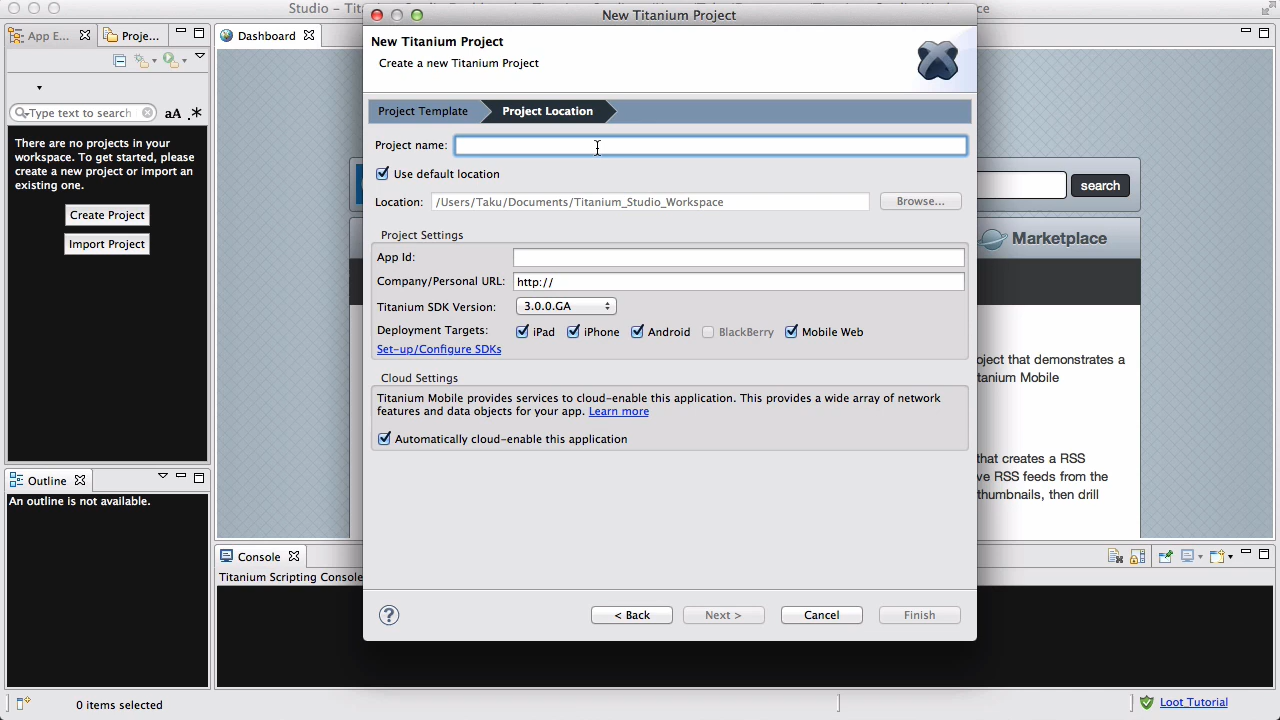 Studio - Tit
New Titanium Project
App E...
Proje...
Type text to search
aA
.*
There are no projects in your
workspace. To get started, please
create a new project or import an
existing one.
Create Project
Import Project
Outline
An outline is not available.
0 items selected
Dashboard
search
Marketplace
oject that demonstrates a
tanium Mobile
that creates a RSS
ve RSS feeds from the
thumbnails, then drill
Console
Titanium Scripting Console
New Titanium Project
Create a new Titanium Project
Project Template
Project Location
Project name:
Use default location
Location: /Users/Taku/Documents/Titanium_Studio_Workspace Browse...
Project Settings
App Id:
Company/Personal URL: http://
Titanium SDK Version: 3.0.0.GA
Deployment Targets: iPad iPhone Android BlackBerry Mobile Web
Set-up/Configure SDKs
Cloud Settings
Titanium Mobile provides services to cloud-enable this application. This provides a wide array of network
features and data objects for your app. Learn more
Automatically cloud-enable this application
?
< Back
Next >
Cancel
Finish
Loot Tutorial